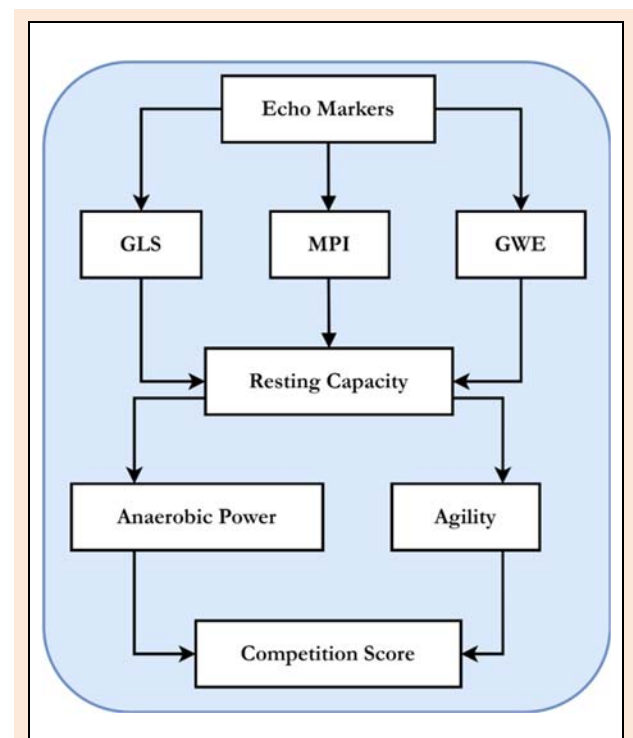 Echo Markers
GLS
MPI
GWE
Resting Capacity
Anaerobic Power
Agility
Competition Score